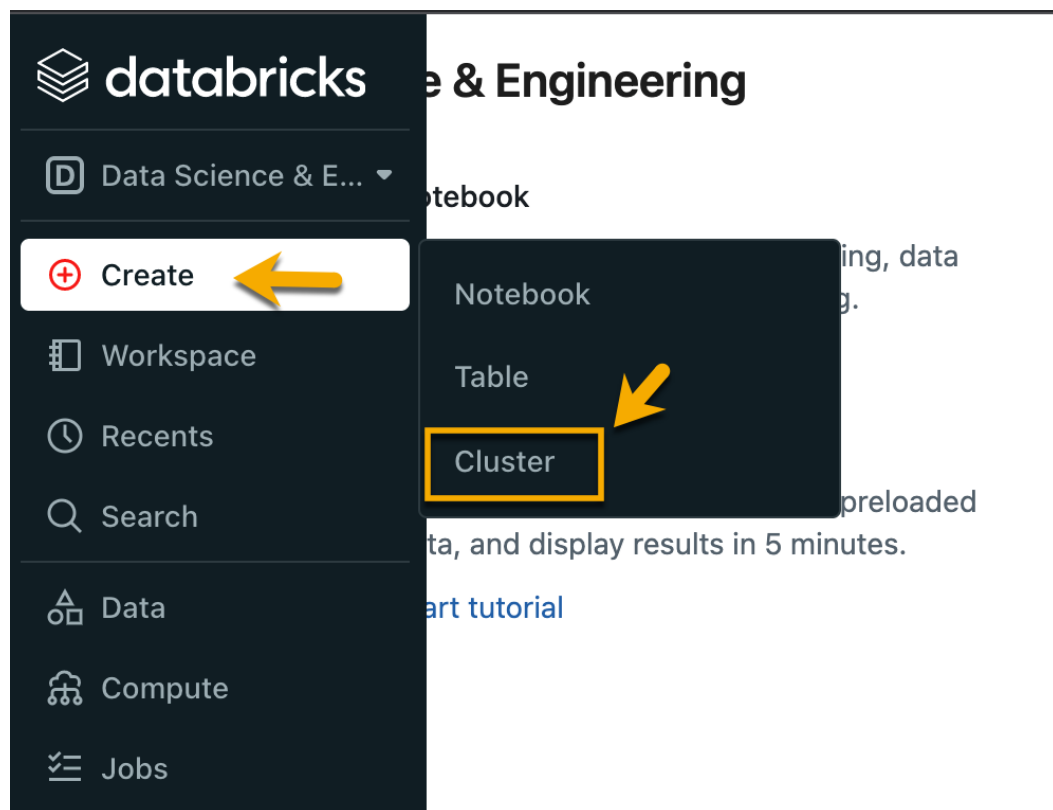 databricks
e & Engineering
D Data Science & E...
otebook
Create
ing, data
Notebook
g.
Workspace
Table
Recents
Cluster
Search
preloaded
ta, and display results in 5 minutes.
Data
art tutorial
Compute
Jobs